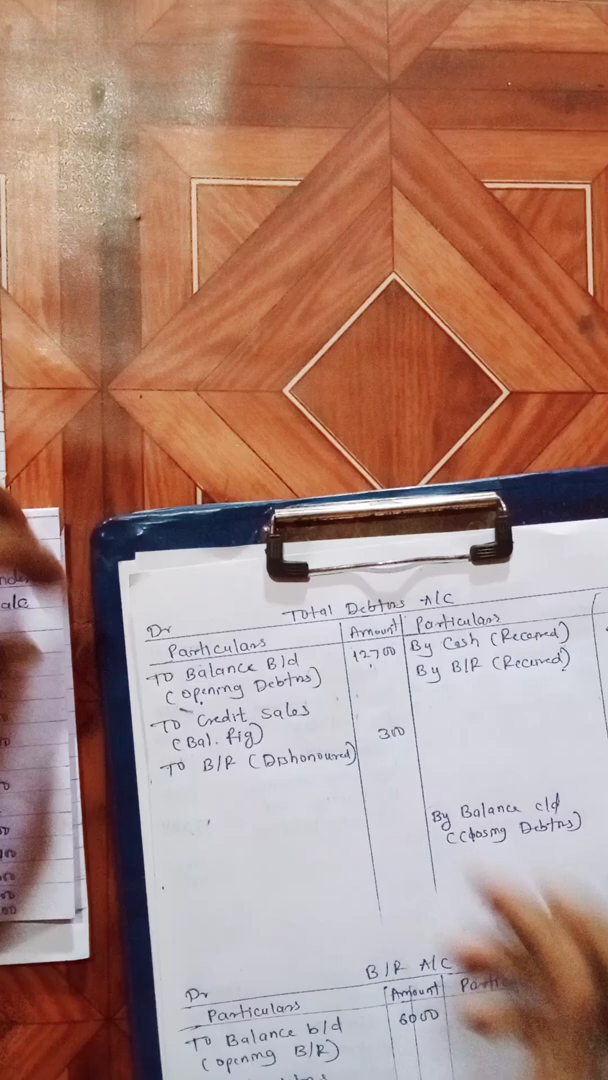 Total Debtors A/C
Dr
Particulars Amount Particulars
To Balance B/d 12700 By Cash (Received)
(opening Debtors) By B/R (Received)
To Credit Sales
(Bal. fig)
To B/R (Dishonoured) 300
By Balance c/d
(Closing Debtors)
B/R A/C
Dr
Particulars Amount
To Balance b/d 6000
(opening B/R)